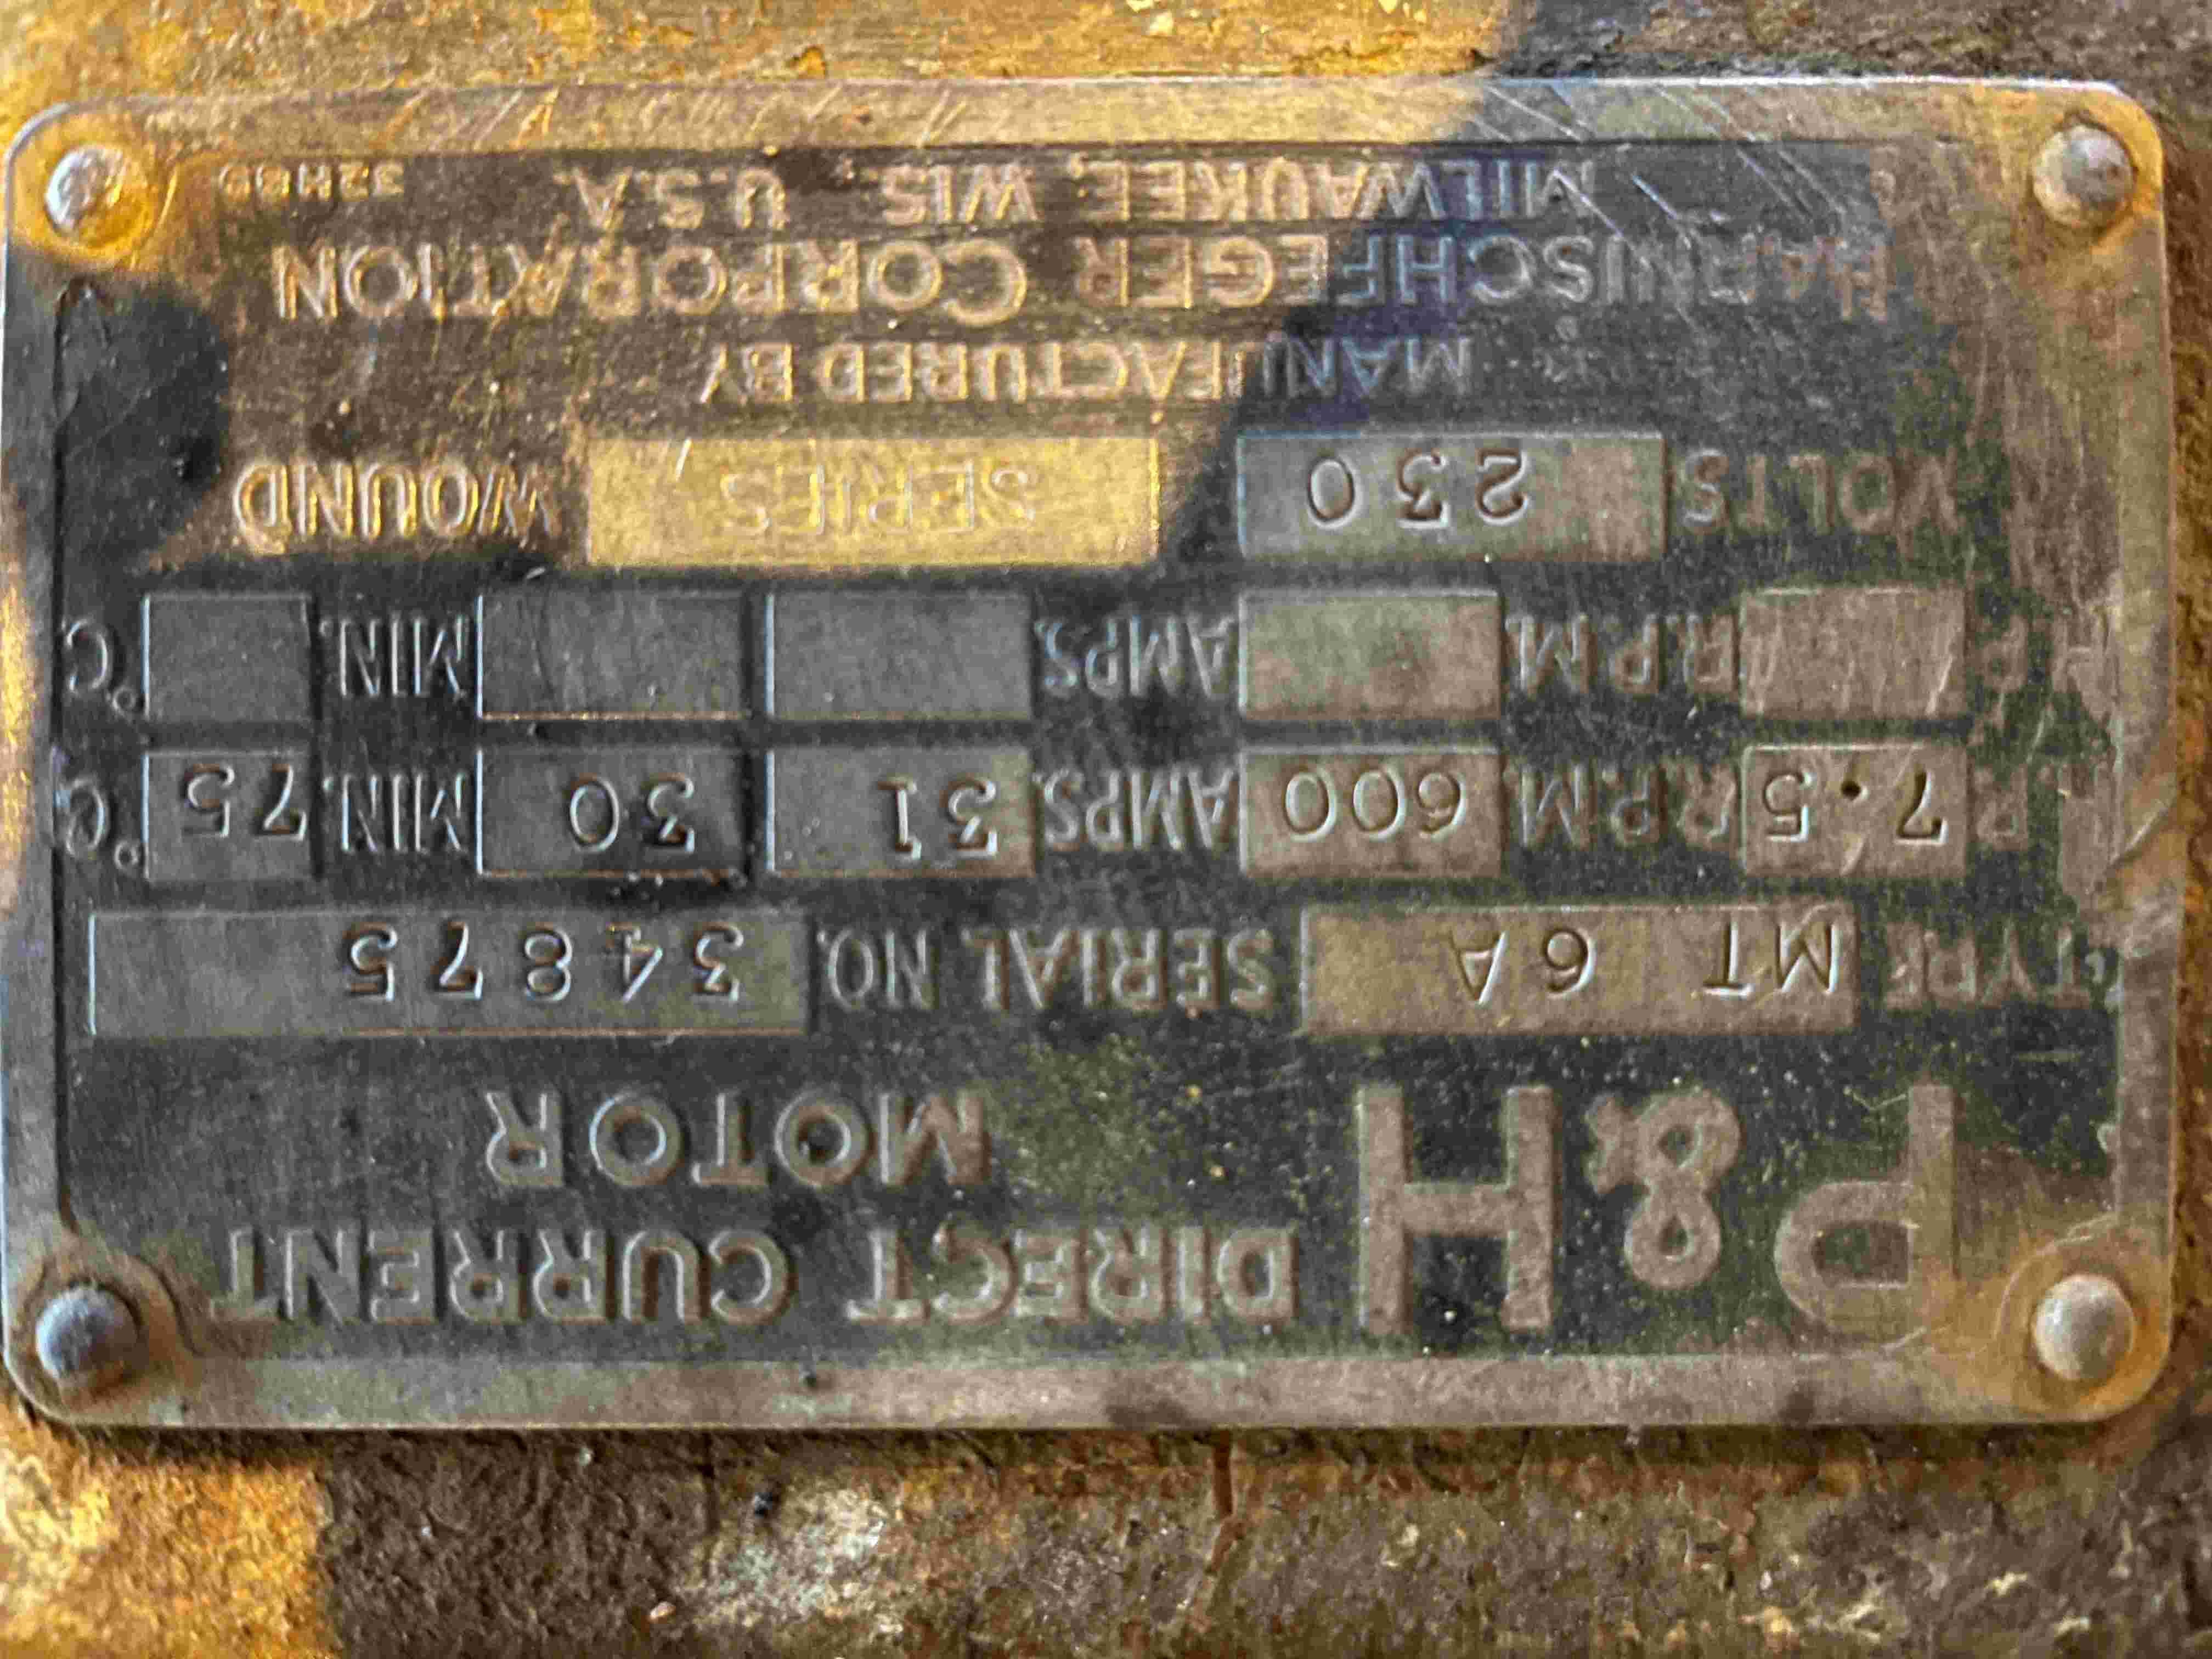 P&H DIRECT CURRENT
MOTOR
TYPE MT 6A SERIAL NO. 34875
H.P. 7.5 R.P.M. 600 AMPS. 31 MIN. 30 °C 75
H.P. R.P.M. AMPS. MIN. °C
VOLTS 230 SERIES WOUND
MANUFACTURED BY
HARNISCHFEGER CORPORATION
MILWAUKEE, WIS. U.S.A.